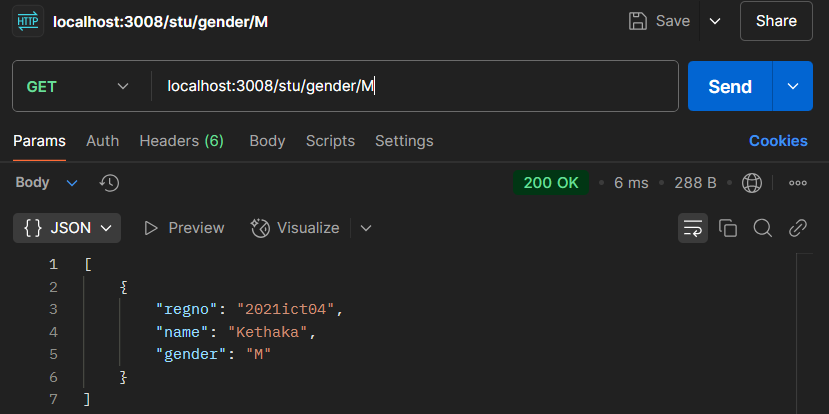 HTTP localhost:3008/stu/gender/M Save Share
GET localhost:3008/stu/gender/M Send
Params Auth Headers (6) Body Scripts Settings Cookies
Body 200 OK • 6 ms • 288 B •
{} JSON Preview Visualize
1 [
2 {
3 "regno": "2021ict04",
4 "name": "Kethaka",
5 "gender": "M"
6 }
7 ]